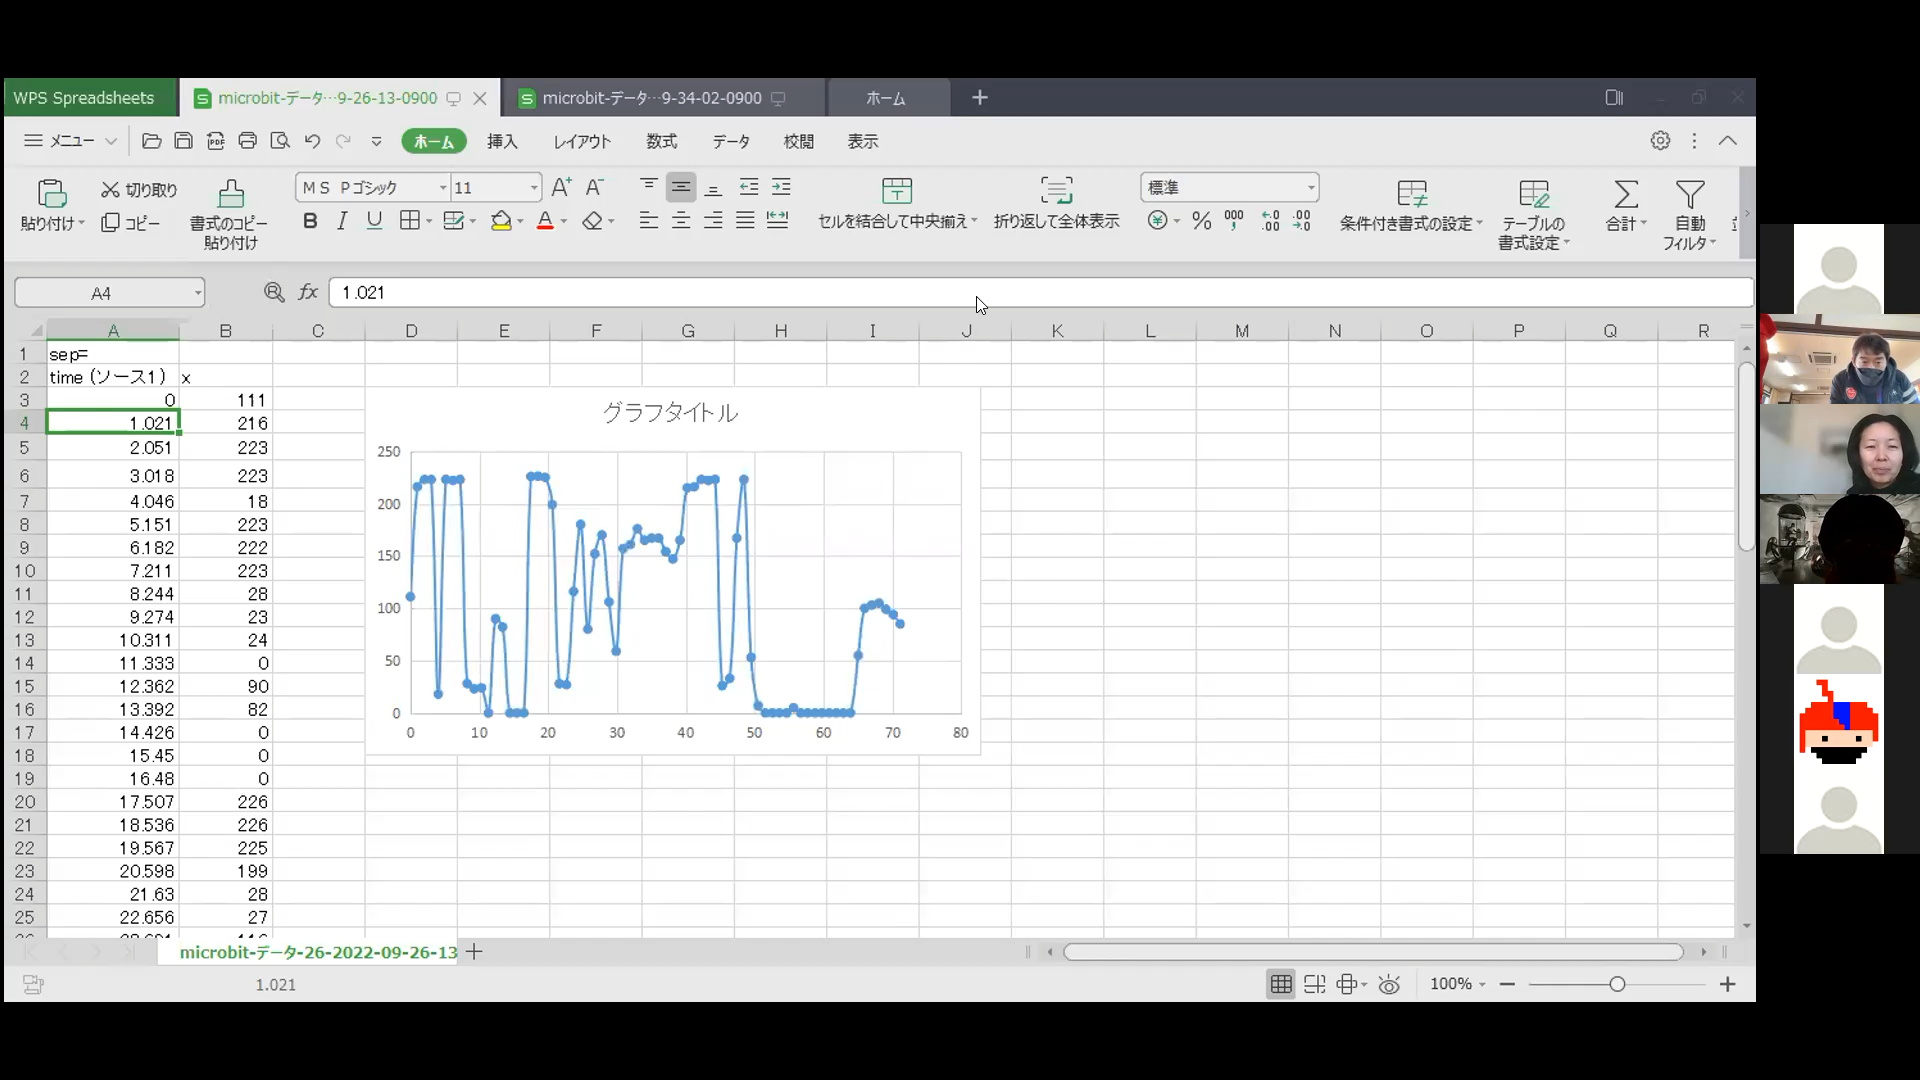 WPS Spreadsheets
microbit-データ…9-26-13-0900
microbit-データ…9-34-02-0900
ホーム
メニュー
ホーム
挿入
レイアウト
数式
データ
校閲
表示
貼り付け
切り取り
コピー
書式のコピー
貼り付け
ＭＳ Ｐゴシック
11
セルを結合して中央揃え
折り返して全体表示
標準
条件付き書式の設定
テーブルの
書式設定
合計
自動
フィルタ
A4
fx
1.021
A B C D E F G H I J K L M N O P Q R
1 sep=
2 time (ソース1) x
3 0 111
4 1.021 216
5 2.051 223
6 3.018 223
7 4.046 18
8 5.151 223
9 6.182 222
10 7.211 223
11 8.244 28
12 9.274 23
13 10.311 24
14 11.333 0
15 12.362 90
16 13.392 82
17 14.426 0
18 15.45 0
19 16.48 0
20 17.507 226
21 18.536 226
22 19.567 225
23 20.598 199
24 21.63 28
25 22.656 27
グラフタイトル
250
200
150
100
50
0
0 10 20 30 40 50 60 70 80
microbit-データ-26-2022-09-26-13
1.021
100%